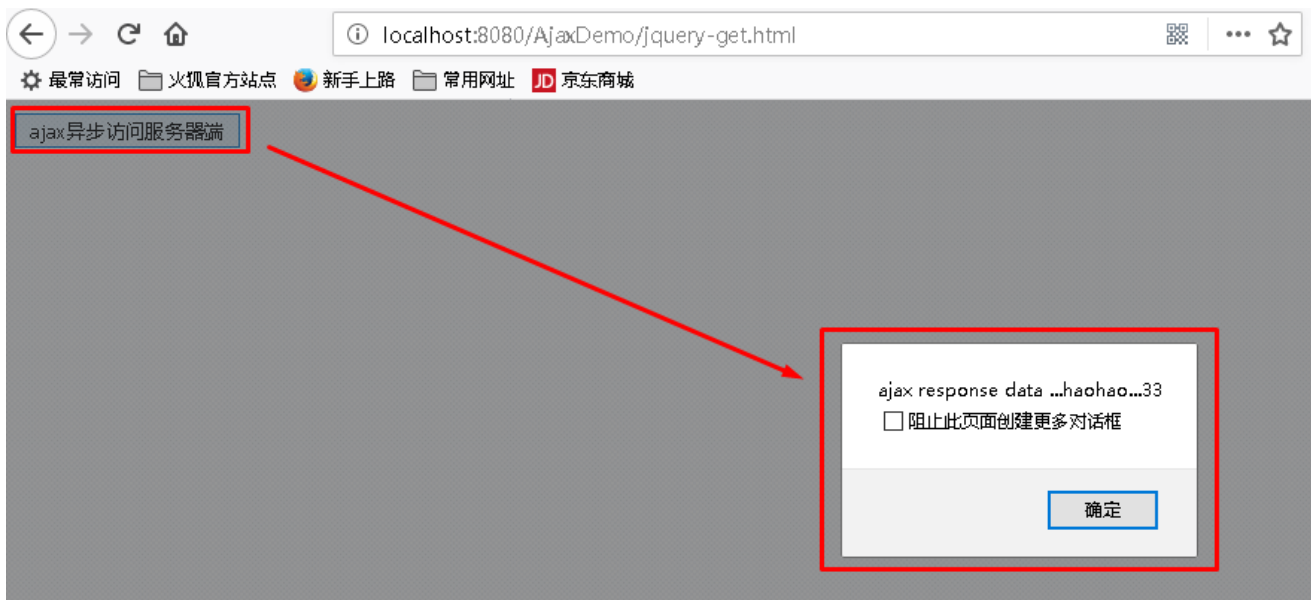 localhost:8080/AjaxDemo/jquery-get.html
最常访问 火狐官方站点 新手上路 常用网址 JD 京东商城
ajax异步访问服务器端
ajax response data ...haohao...33
阻止此页面创建更多对话框
确定